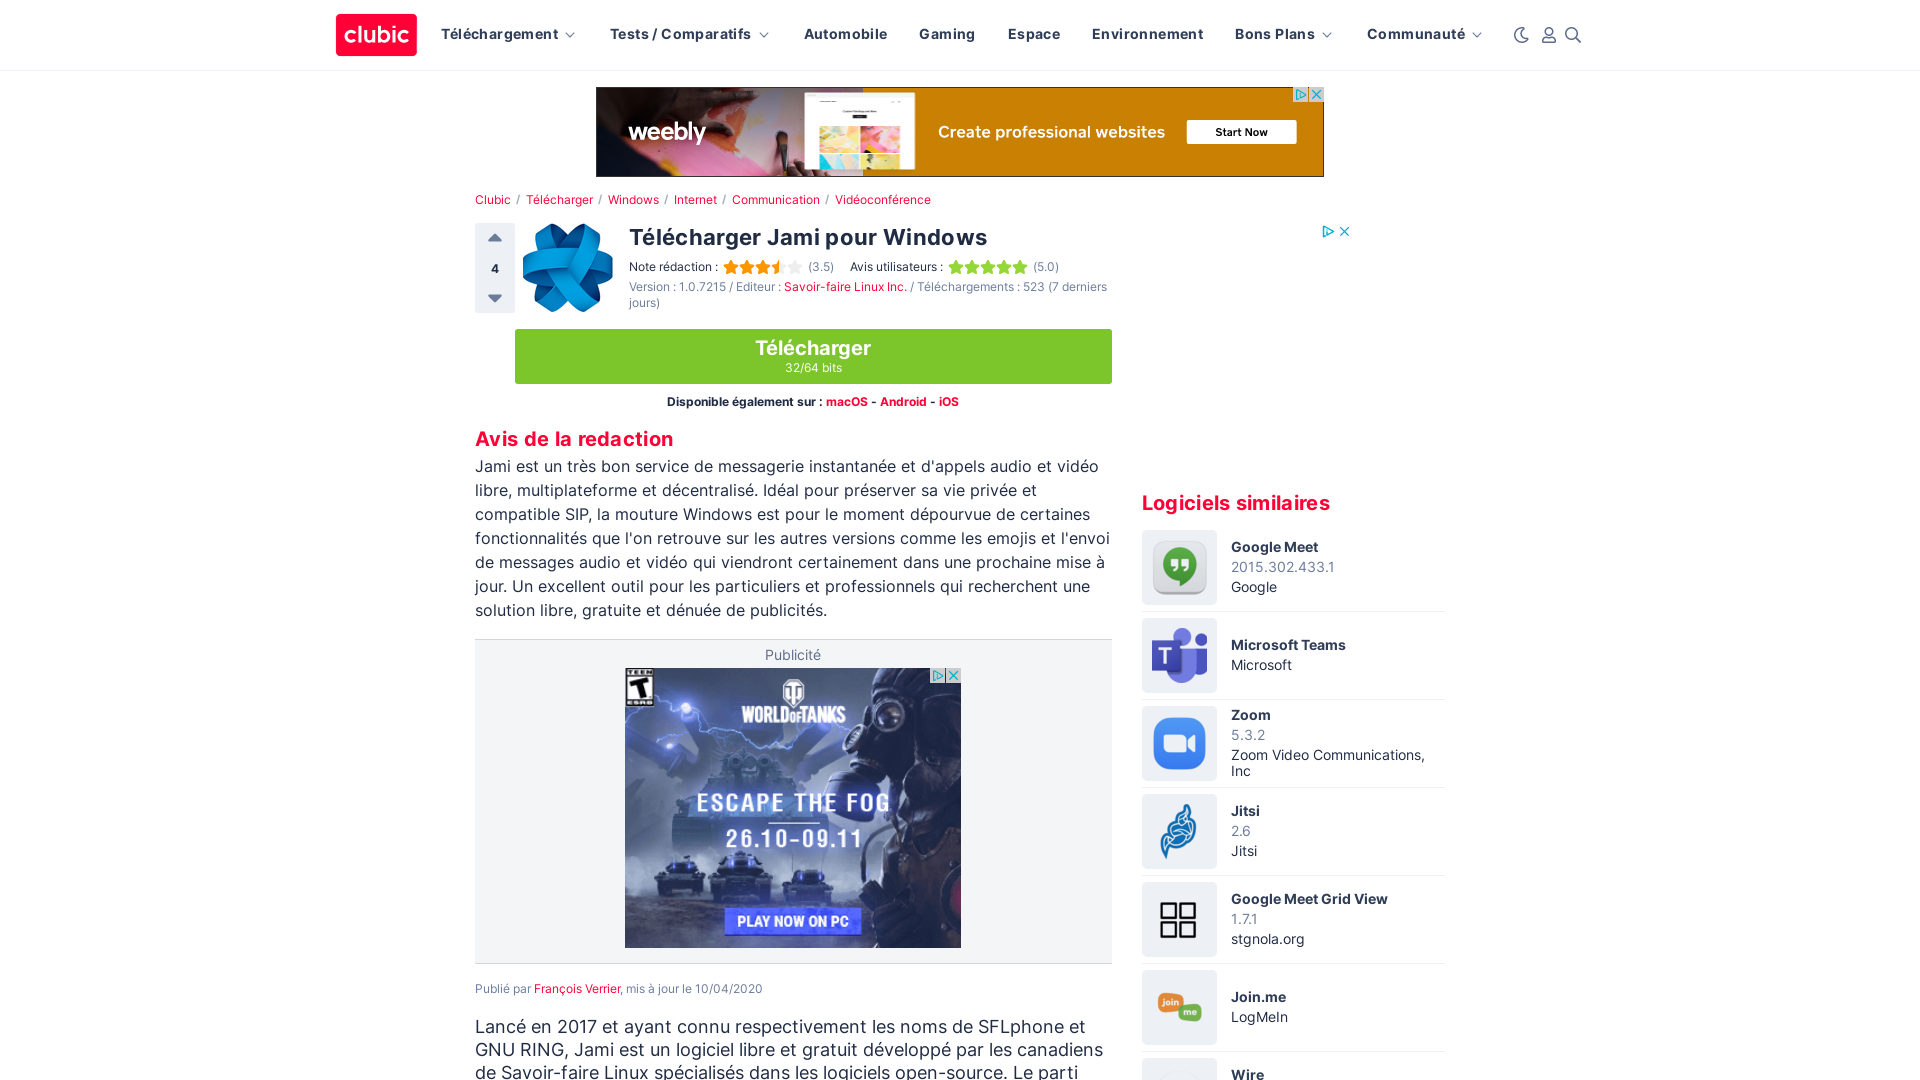 clubic
Téléchargement
Tests / Comparatifs
Automobile
Gaming
Espace
Environnement
Bons Plans
Communauté
weebly
Create professional websites
Start Now
Clubic / Télécharger / Windows / Internet / Communication / Vidéoconférence
4
Télécharger Jami pour Windows
Note rédaction : (3.5) Avis utilisateurs : (5.0)
Version : 1.0.7215 / Editeur : Savoir-faire Linux Inc. / Téléchargements : 523 (7 derniers
jours)
Télécharger
32/64 bits
Disponible également sur : macOS - Android - iOS
Avis de la redaction
Jami est un très bon service de messagerie instantanée et d'appels audio et vidéo
libre, multiplateforme et décentralisé. Idéal pour préserver sa vie privée et
compatible SIP, la mouture Windows est pour le moment dépourvue de certaines
fonctionnalités que l'on retrouve sur les autres versions comme les emojis et l'envoi
de messages audio et vidéo qui viendront certainement dans une prochaine mise à
jour. Un excellent outil pour les particuliers et professionnels qui recherchent une
solution libre, gratuite et dénuée de publicités.
Publicité
TEEN
T
ESRB
WORLD OF TANKS
ESCAPE THE FOG
26.10-09.11
PLAY NOW ON PC
Publié par François Verrier, mis à jour le 10/04/2020
Lancé en 2017 et ayant connu respectivement les noms de SFLphone et
GNU RING, Jami est un logiciel libre et gratuit développé par les canadiens
de Savoir-faire Linux spécialisés dans les logiciels open-source. Le parti
Logiciels similaires
Google Meet
2015.302.433.1
Google
Microsoft Teams
Microsoft
Zoom
5.3.2
Zoom Video Communications,
Inc
Jitsi
2.6
Jitsi
Google Meet Grid View
1.7.1
stgnola.org
join
me
Join.me
LogMeIn
Wire